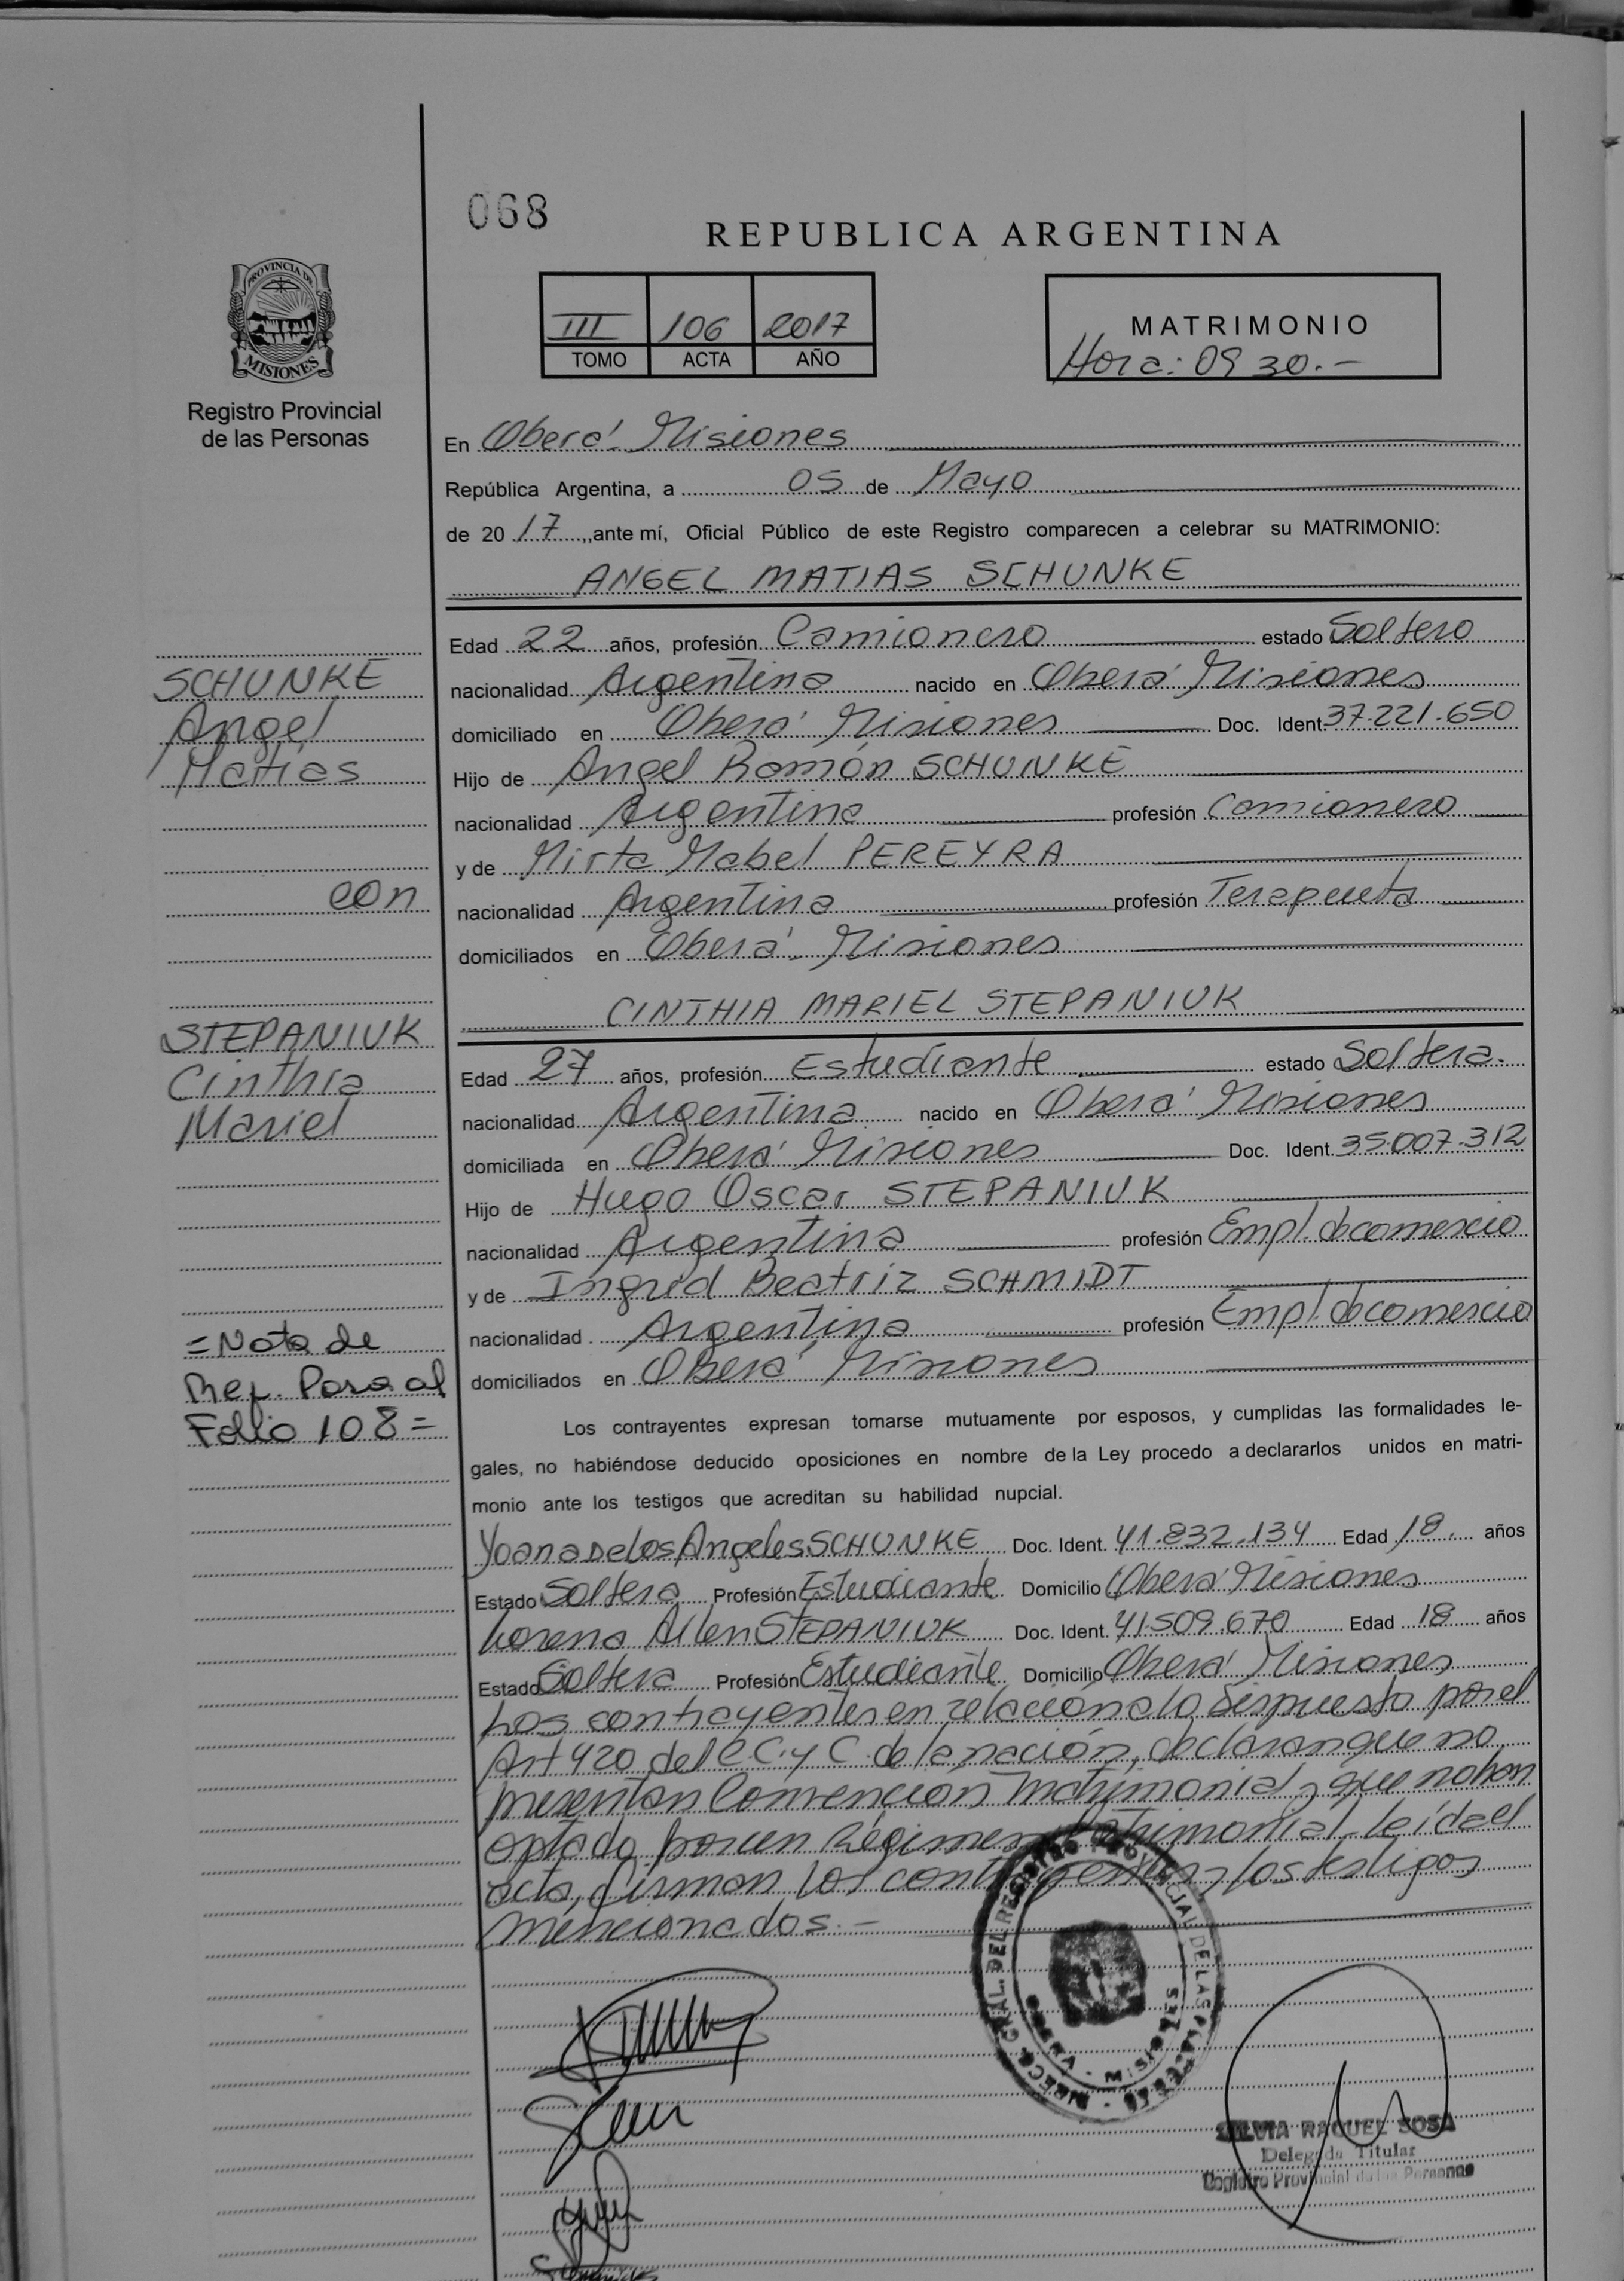 068
REPUBLICA ARGENTINA
PROVINCIA DE
MISIONES
Registro Provincial
de las Personas
III 106 2017
TOMO ACTA AÑO
MATRIMONIO
Hora: 09 30.-
En Oberá - Misiones
República Argentina, a 05 de Mayo
de 20 17, ante mí, Oficial Público de este Registro comparecen a celebrar su MATRIMONIO:
ANGEL MATIAS SCHUNKE
Edad 22 años, profesión Camionero estado Soltero
SCHUNKE
nacionalidad Argentina nacido en Oberá Misiones
Angel
domiciliado en Oberá Misiones Doc. Ident. 37.221.650
Matias
Hijo de Angel Ramón SCHUNKE
nacionalidad Argentina profesión Camionero
y de Mirta Mabel PEREYRA
con
nacionalidad Argentina profesión Terapeuta
domiciliados en Oberá - Misiones
CINTHIA MARIEL STEPANIUK
STEPANIUK
Edad 27 años, profesión Estudiante estado Soltera.
Cinthia
nacionalidad Argentina nacido en Oberá Misiones
Mariel
domiciliada en Oberá Misiones Doc. Ident. 35.007.312
Hijo de Hugo Oscar STEPANIUK
nacionalidad Argentina profesión Empl. de comercio
y de Ingrid Beatriz SCHMIDT
nacionalidad Argentina profesión Empl. de comercio
=Nota de
domiciliados en Oberá Misiones
Ref. Pasa al
Folio 108=
Los contrayentes expresan tomarse mutuamente por esposos, y cumplidas las formalidades le-
gales, no habiéndose deducido oposiciones en nombre de la Ley procedo a declararlos unidos en matri-
monio ante los testigos que acreditan su habilidad nupcial.
Yoana De los Angeles SCHUNKE Doc. Ident. 41.832.134 Edad 18 años
Estado Soltera Profesión Estudiante Domicilio Oberá Misiones
Lorena Ailen STEPANIUK Doc. Ident. 41.509.670 Edad 18 años
Estado Soltera Profesión Estudiante Domicilio Oberá Misiones
Los contrayentes en relación a lo dispuesto por el
Art 420 del C.C. y C. de la nación, declaran que no
presentan Convención Matrimonial y que no han
optado por un Régimen Patrimonial. Leída el
acta, firman los contrayentes y los testigos
mencionados.-
DEL REGISTRO PROVINCIAL DE LAS
SILVIA RAQUEL SOSA
Delegada Titular
Registro Provincial de las Personas